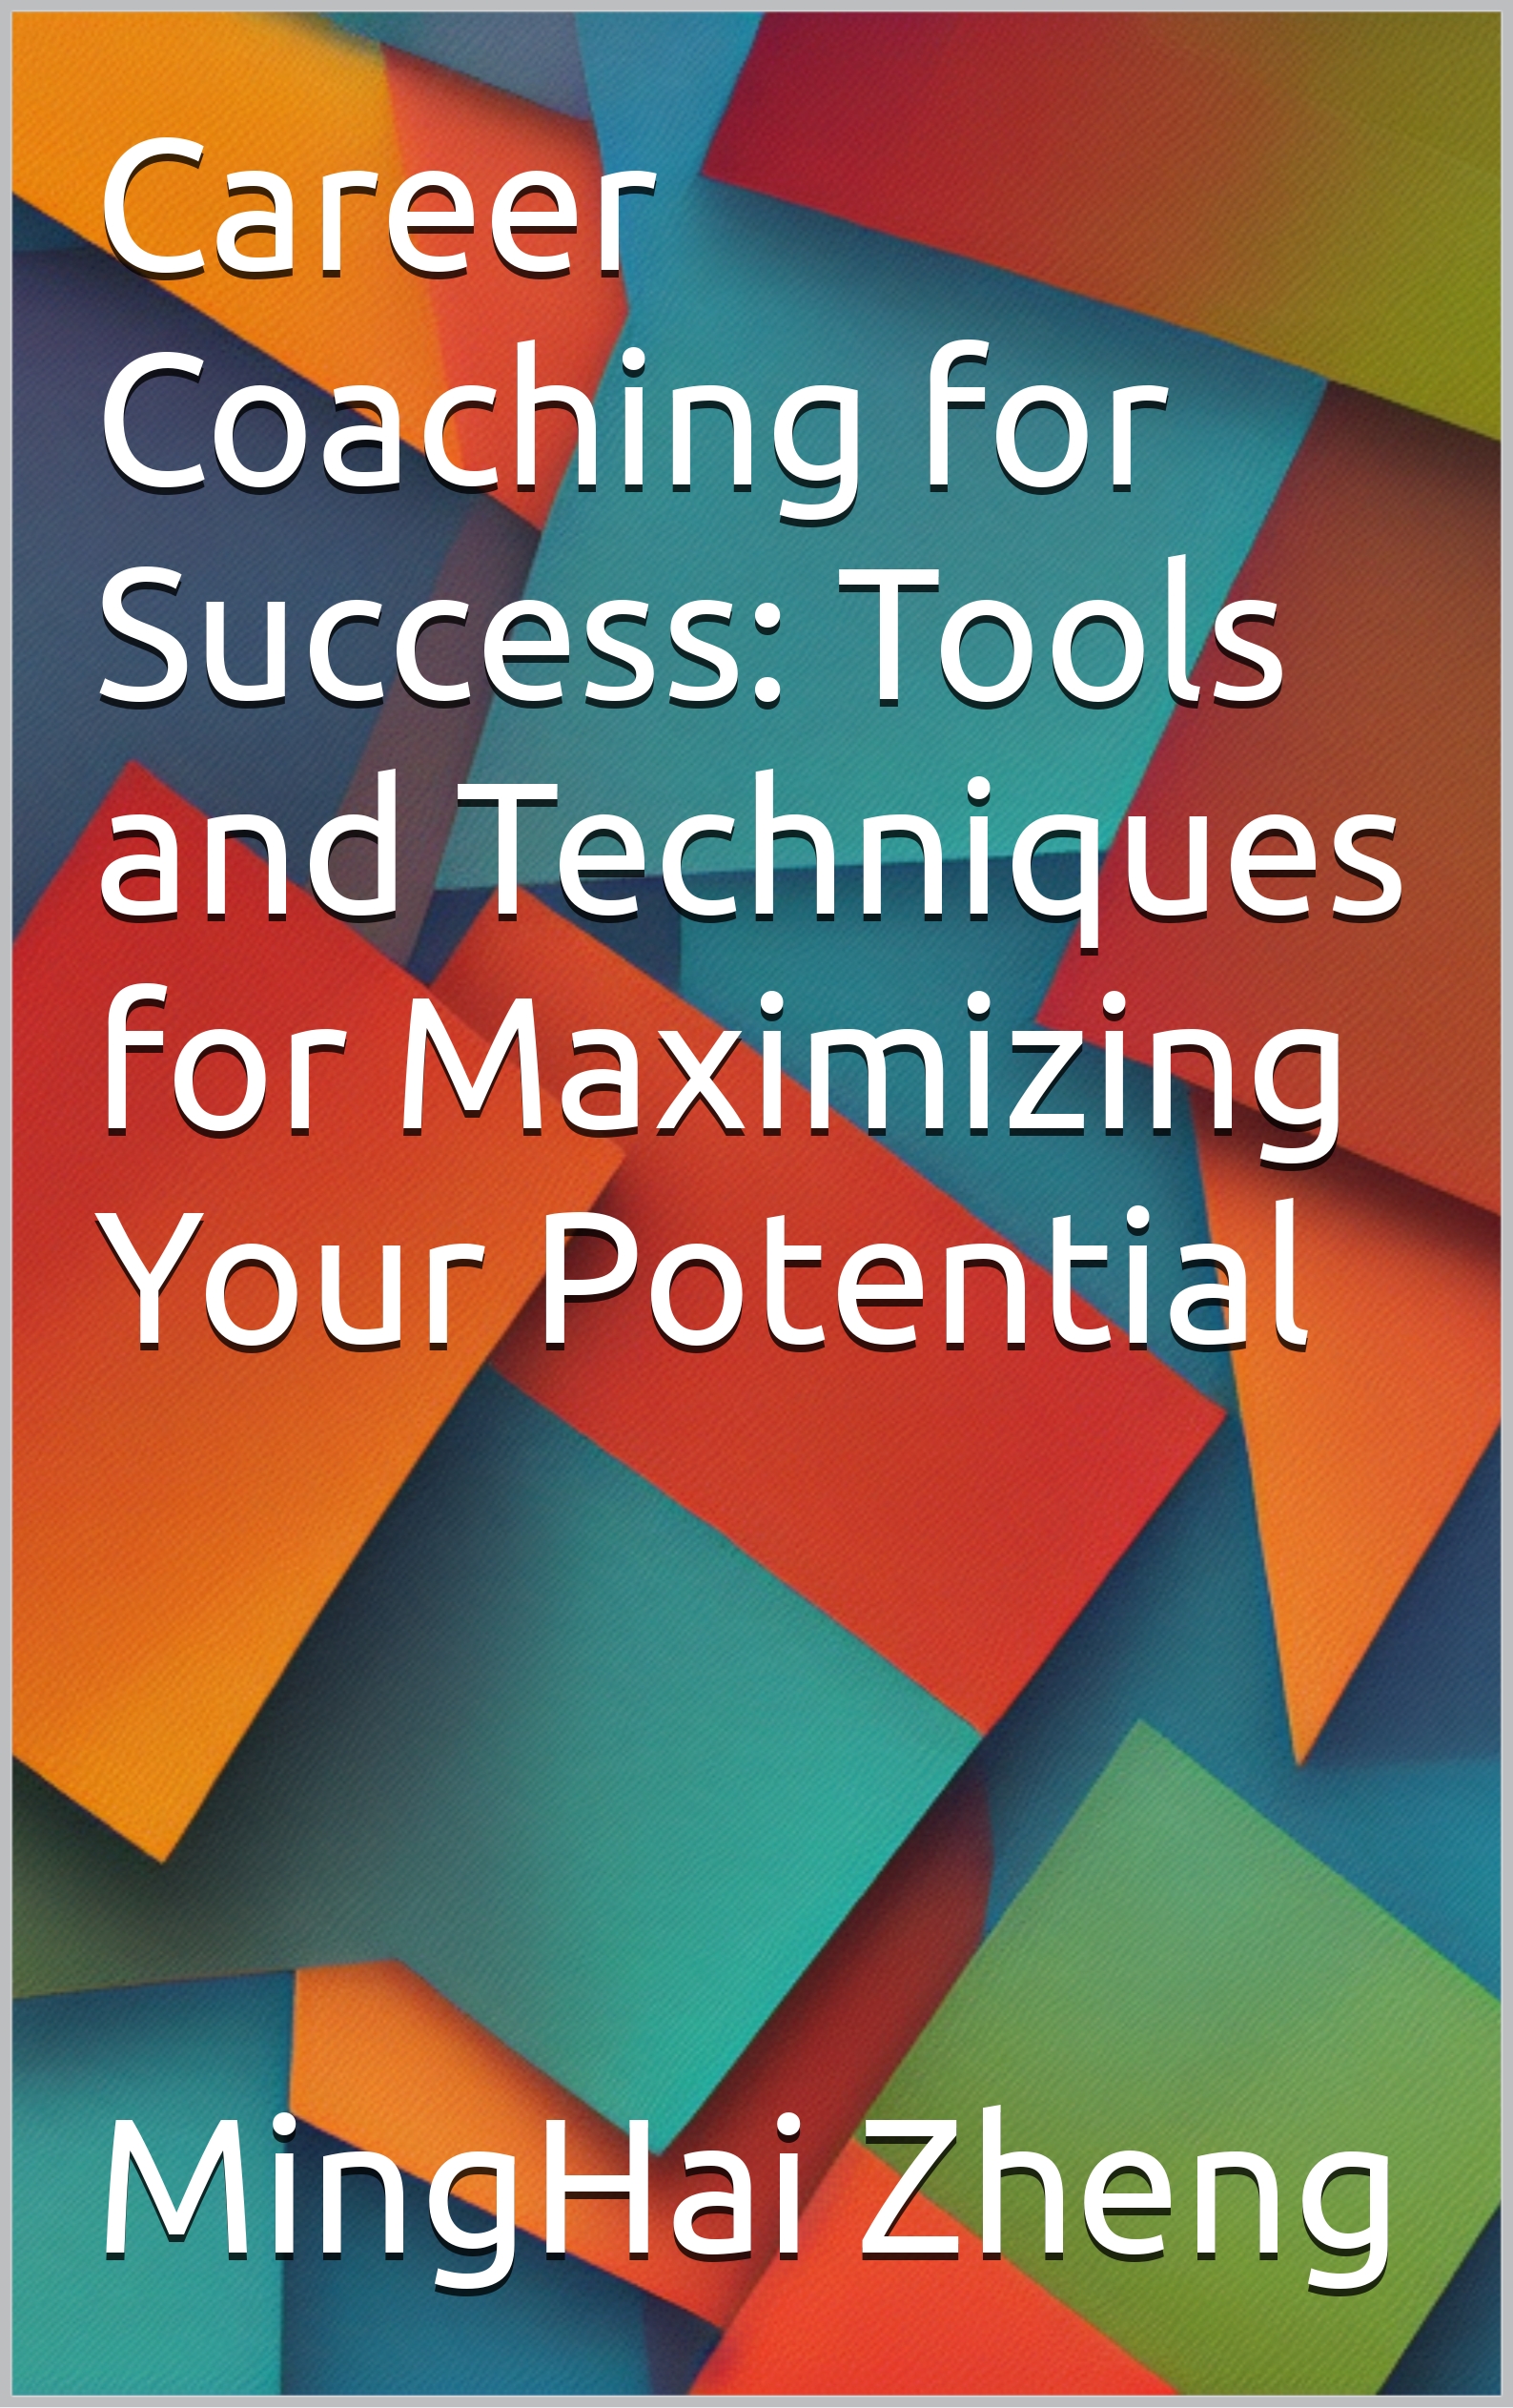 Career
Coaching for
Success: Tools
and Techniques
for Maximizing
Your Potential
MingHai Zheng